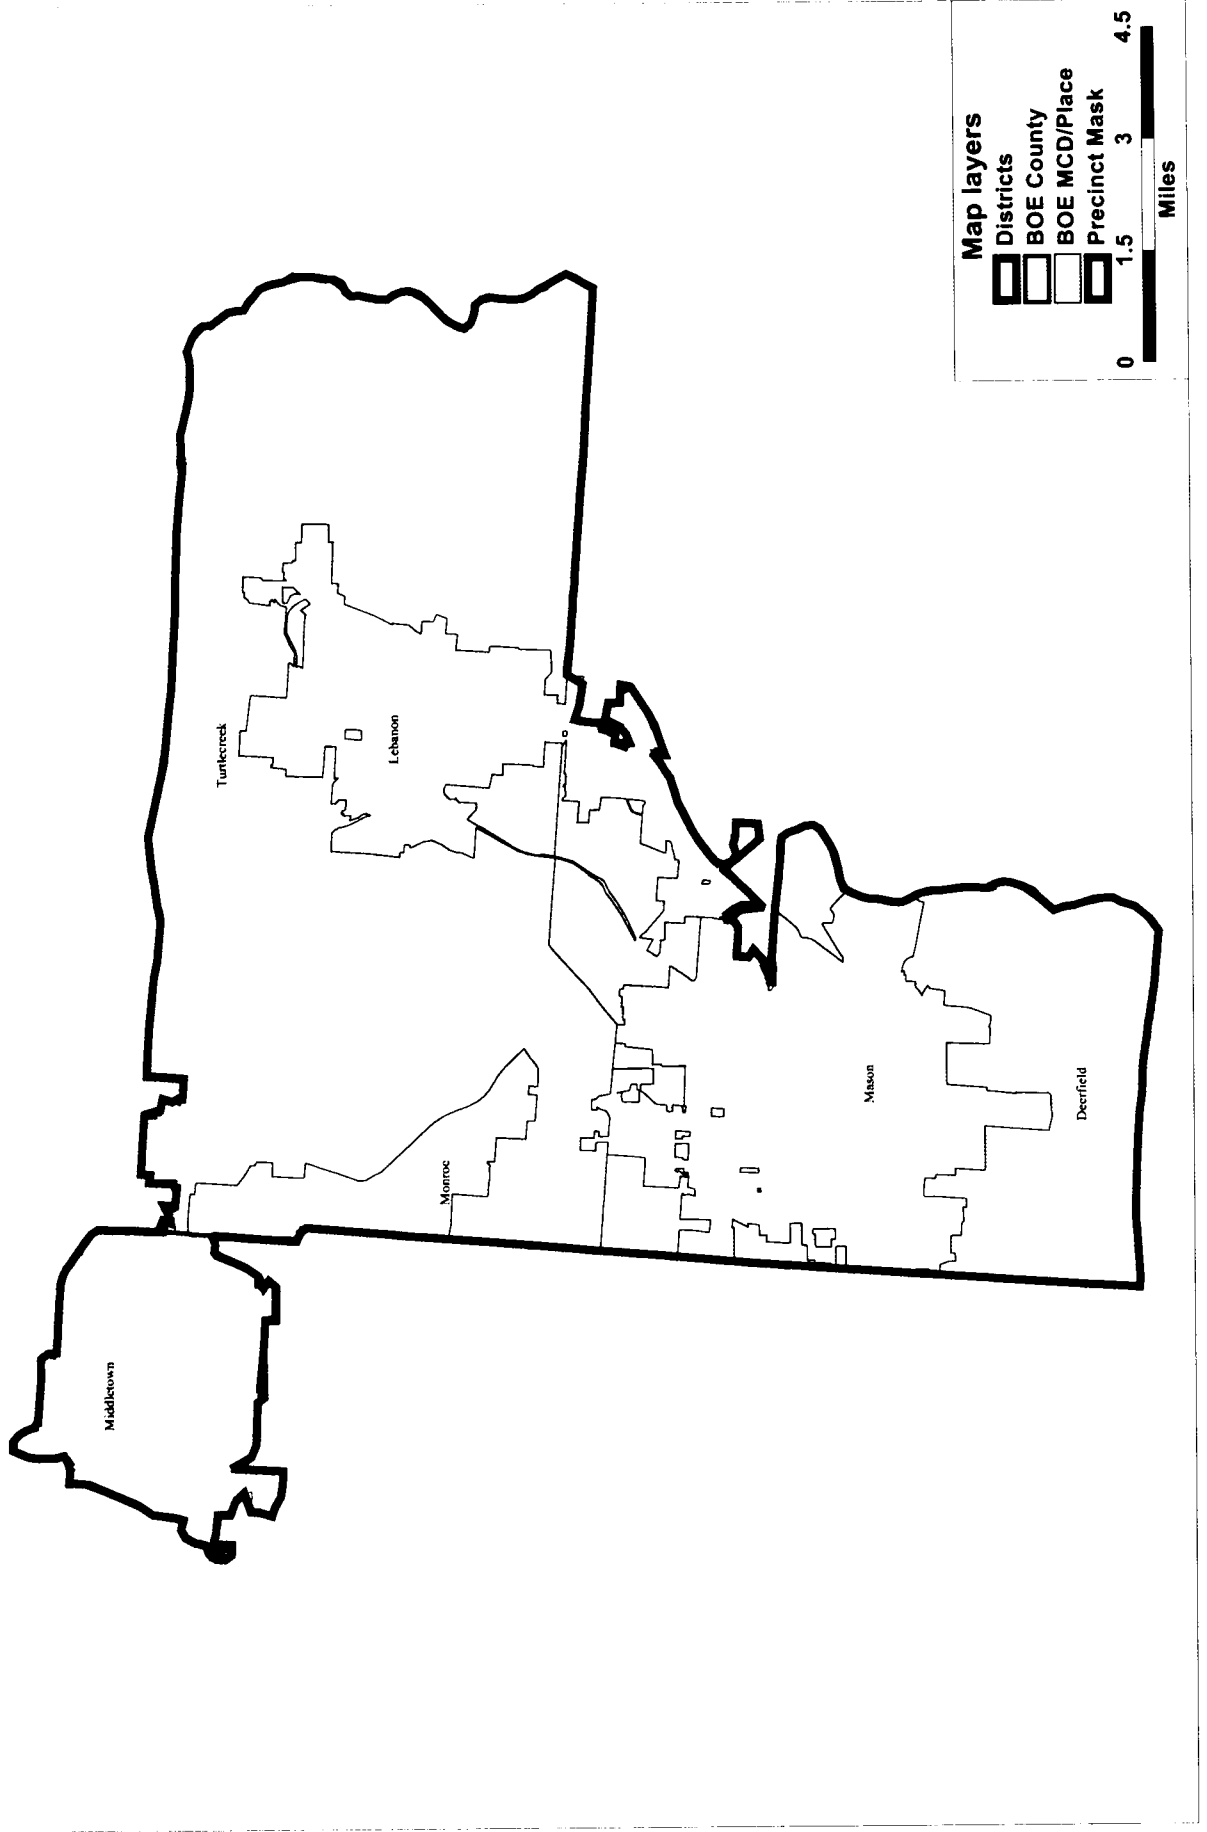 Middletown
Turtlecreek
Lebanon
Monroe
Mason
Deerfield
Map layers
Districts
BOE County
BOE MCD/Place
Precinct Mask
0 1.5 3 4.5
Miles